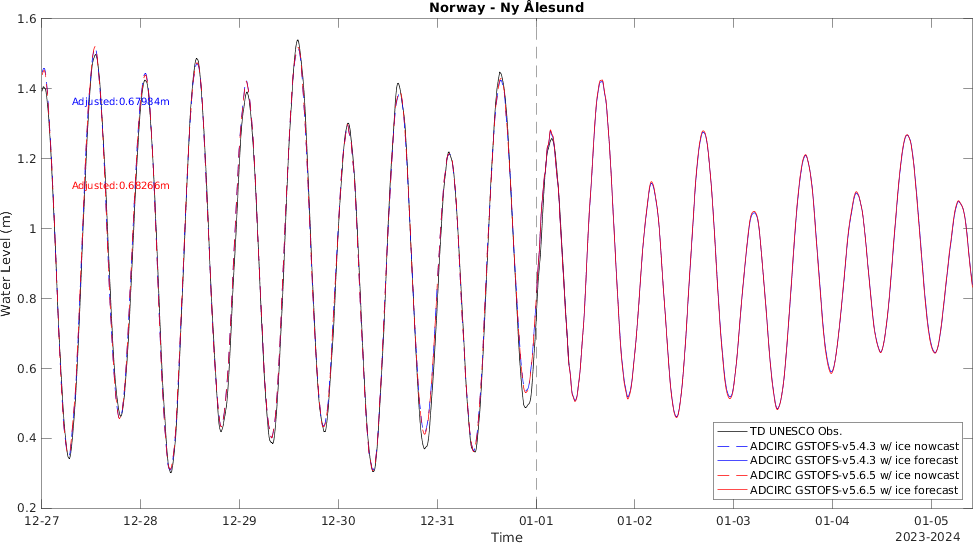 Norway - Ny Ålesund
1.6
1.4
1.2
1
0.8
0.6
0.4
0.2
Water Level (m)
Adjusted:0.67984m
Adjusted:0.68266m
TD UNESCO Obs.
ADCIRC GSTOFS-v5.4.3 w/ ice nowcast
ADCIRC GSTOFS-v5.4.3 w/ ice forecast
ADCIRC GSTOFS-v5.6.5 w/ ice nowcast
ADCIRC GSTOFS-v5.6.5 w/ ice forecast
12-27 12-28 12-29 12-30 12-31 01-01 01-02 01-03 01-04 01-05
Time
2023-2024